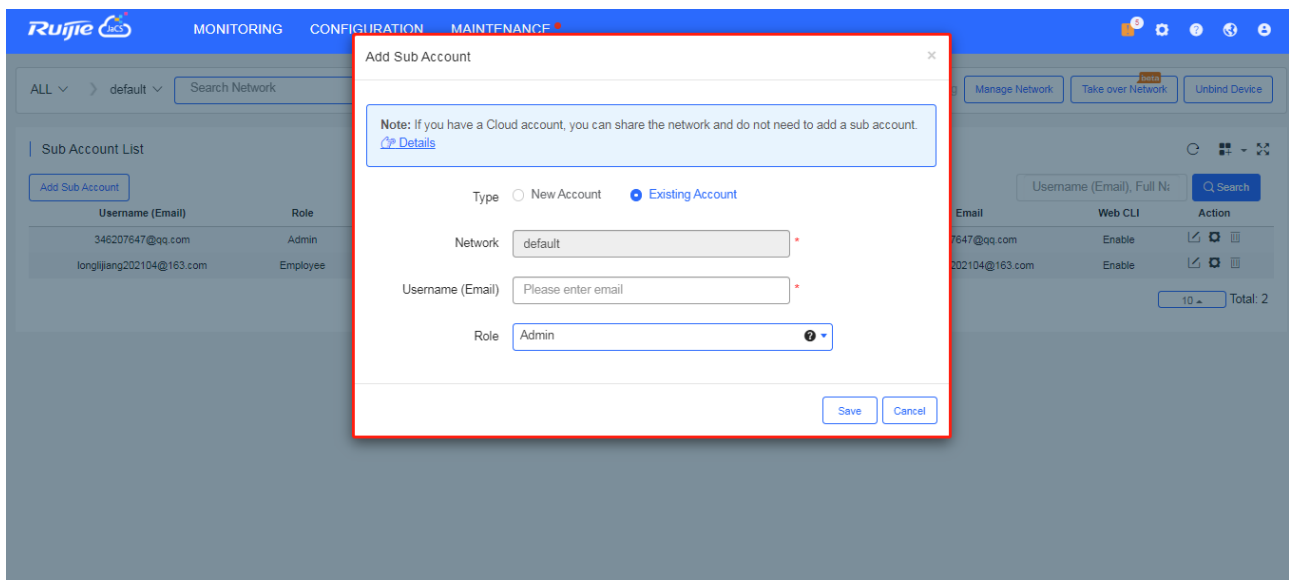 Ruijie JaCS MONITORING CONFIGURATION MAINTENANCE 5
Add Sub Account ×
ALL default Search Network Manage Network Take over Network beta Unbind Device
Note: If you have a Cloud account, you can share the network and do not need to add a sub account.
Details
Sub Account List
Type New Account Existing Account
Add Sub Account Username (Email), Full Na Search
Username (Email) Role Email Web CLI Action
346207647@qq.com Admin 7647@qq.com Enable
Network default *
longlijiang202104@163.com Employee 202104@163.com Enable
Username (Email) Please enter email *
10 Total: 2
Role Admin
Save Cancel